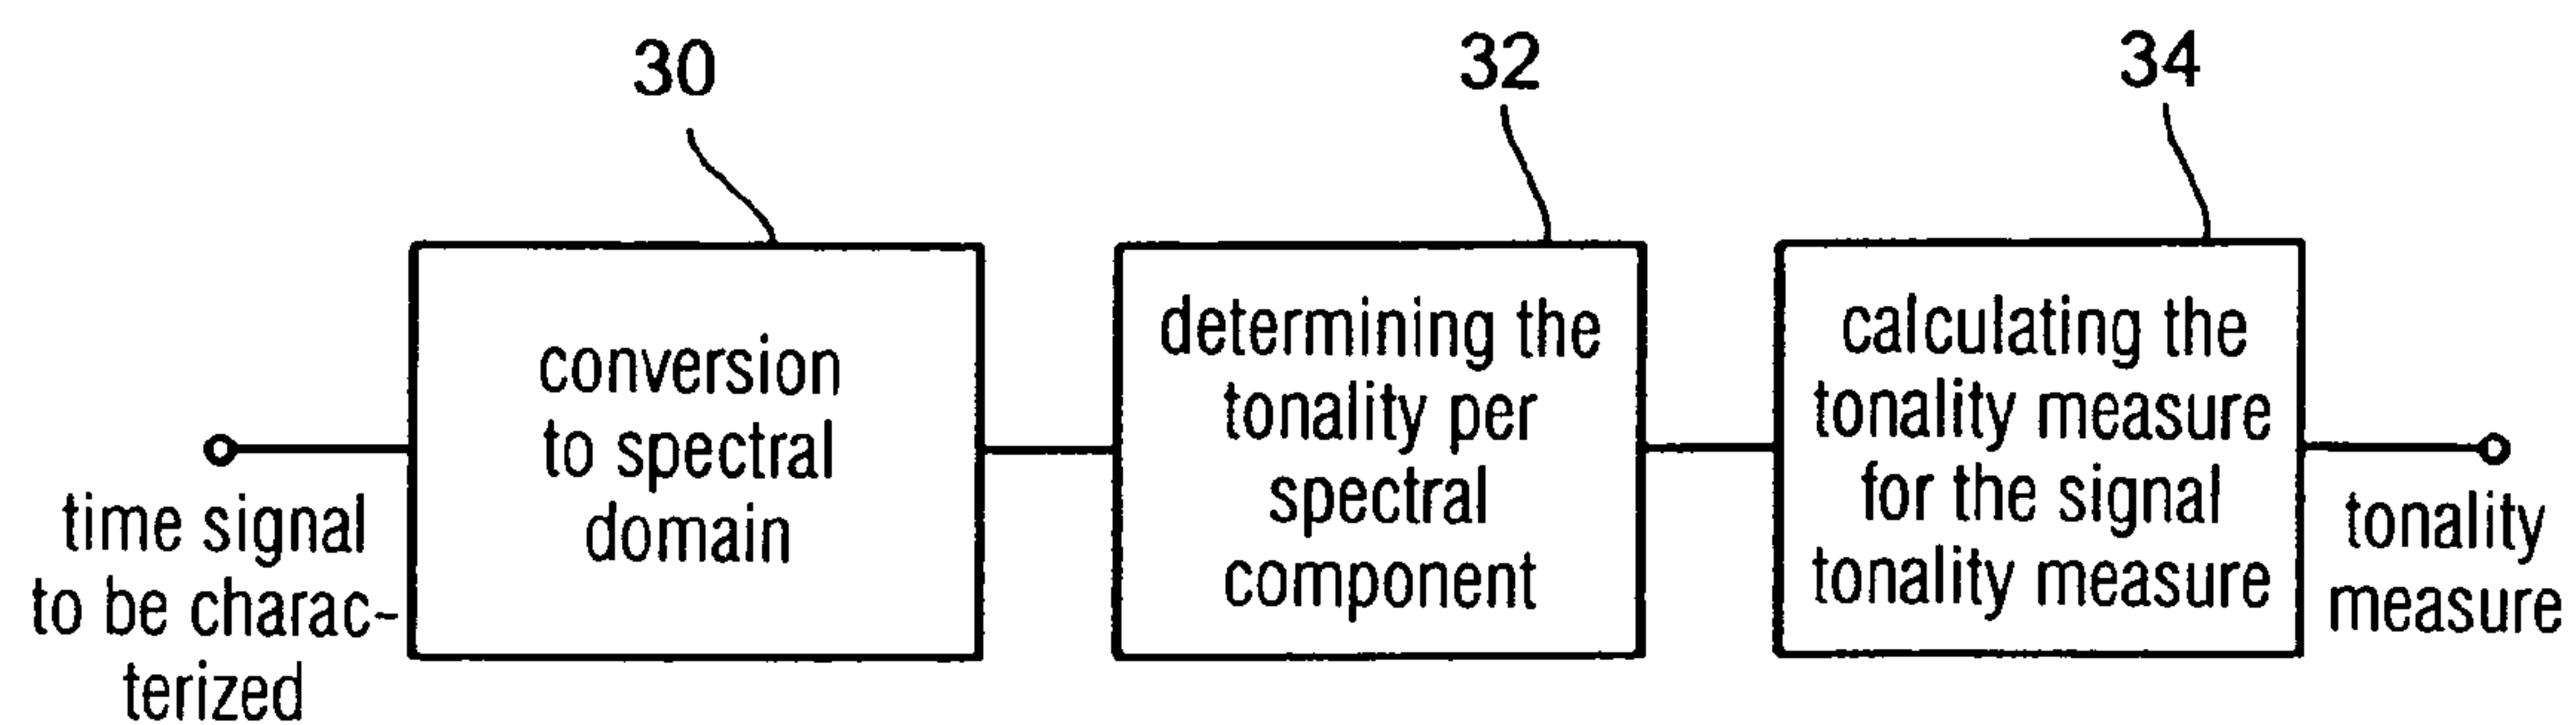 30
32
34
conversion
to spectral
domain
determining the
tonality per
spectral
component
calculating the
tonality measure
for the signal
tonality measure
time signal
to be charac-
terized
tonality
measure